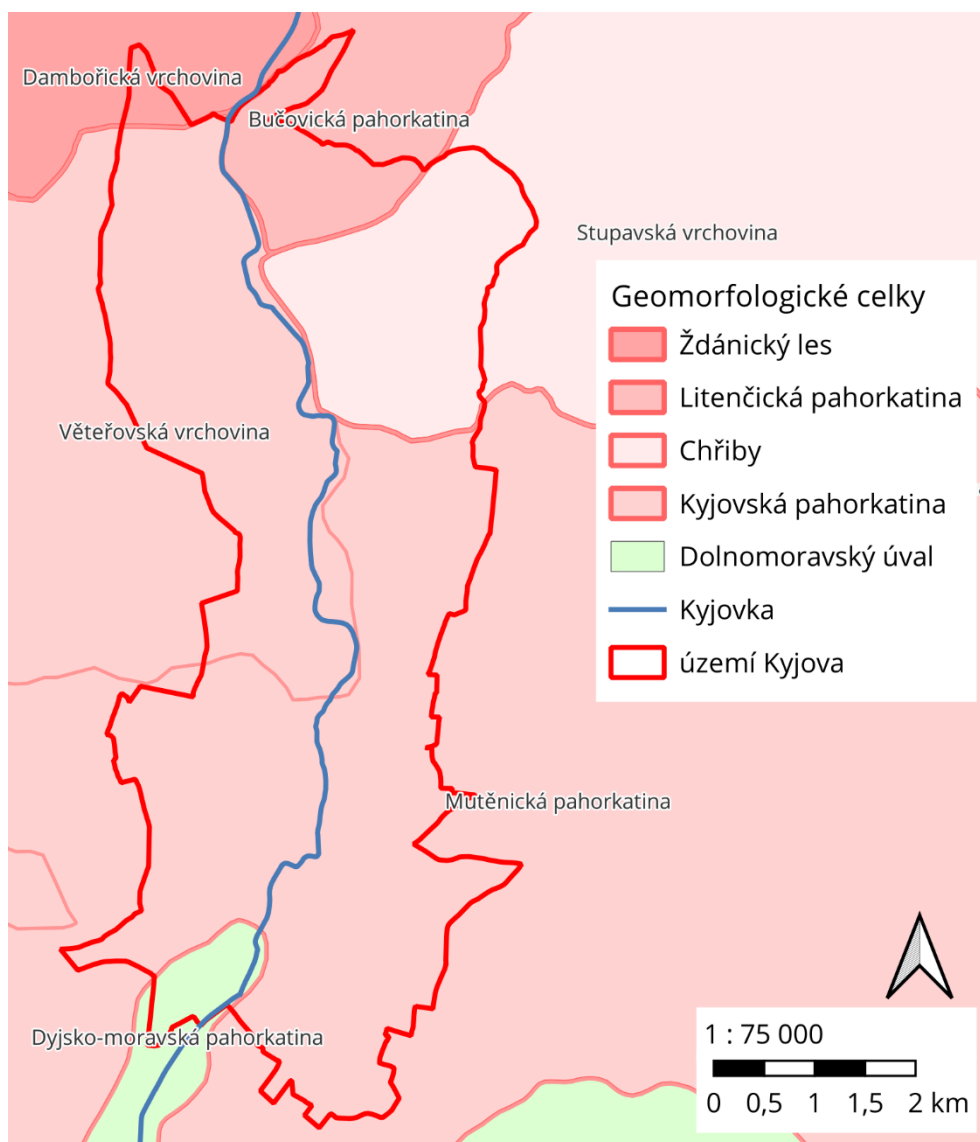 Dambořická vrchovina
Bučovická pahorkatina
Stupavská vrchovina
Geomorfologické celky
Ždánický les
Litenčická pahorkatina
Chřiby
Věteřovská vrchovina
Kyjovská pahorkatina
Dolnomoravský úval
Kyjovka
území Kyjova
Mutěnická pahorkatina
Dyjsko-moravská pahorkatina
1 : 75 000
0 0,5 1 1,5 2 km